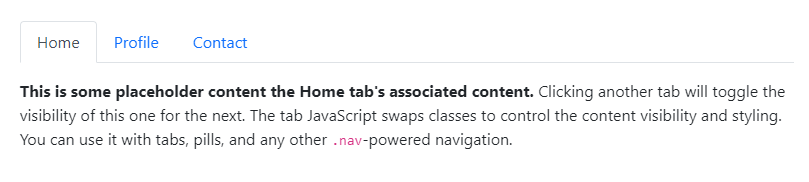 Home Profile Contact
This is some placeholder content the Home tab's associated content. Clicking another tab will toggle the
visibility of this one for the next. The tab JavaScript swaps classes to control the content visibility and styling.
You can use it with tabs, pills, and any other .nav-powered navigation.